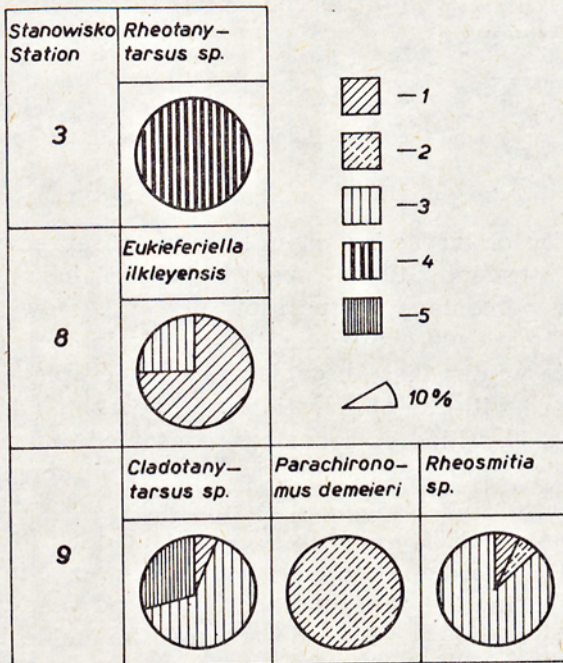 Stanowisko
Station
Rheotany—
tarsus sp.
3
Eukieferiella
ilkleyensis
8
Cladotany—
tarsus sp.
Parachirono—
mus demeieri
Rheosmitia
sp.
9
—1
—2
—3
—4
—5
10%